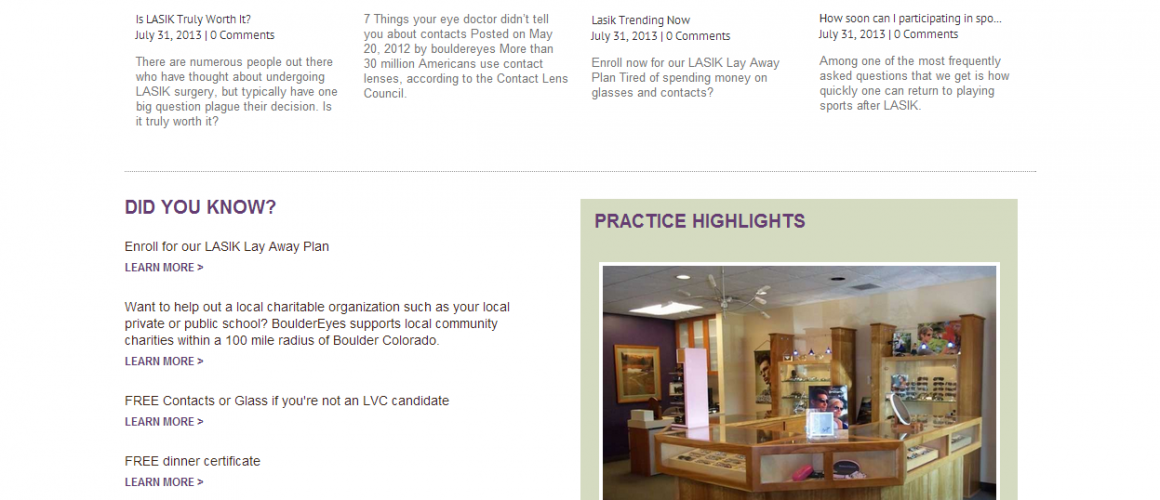 Is LASIK Truly Worth It?
July 31, 2013 | 0 Comments
There are numerous people out there
who have thought about undergoing
LASIK surgery, but typically have one
big question plague their decision. Is
it truly worth it?
7 Things your eye doctor didn't tell
you about contacts Posted on May
20, 2012 by bouldereyes More than
30 million Americans use contact
lenses, according to the Contact Lens
Council.
Lasik Trending Now
July 31, 2013 | 0 Comments
Enroll now for our LASIK Lay Away
Plan Tired of spending money on
glasses and contacts?
How soon can I participating in spo...
July 31, 2013 | 0 Comments
Among one of the most frequently
asked questions that we get is how
quickly one can return to playing
sports after LASIK.
DID YOU KNOW?
Enroll for our LASIK Lay Away Plan
LEARN MORE >
Want to help out a local charitable organization such as your local
private or public school? BoulderEyes supports local community
charities within a 100 mile radius of Boulder Colorado.
LEARN MORE >
FREE Contacts or Glass if you're not an LVC candidate
LEARN MORE >
FREE dinner certificate
LEARN MORE >
PRACTICE HIGHLIGHTS